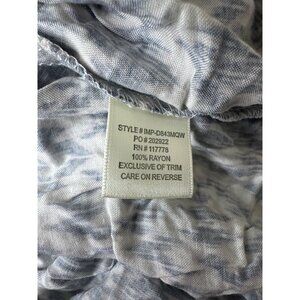 STYLE # IMP-D843MQW
PO # 202922
RN # 117778
100% RAYON
EXCLUSIVE OF TRIM
CARE ON REVERSE